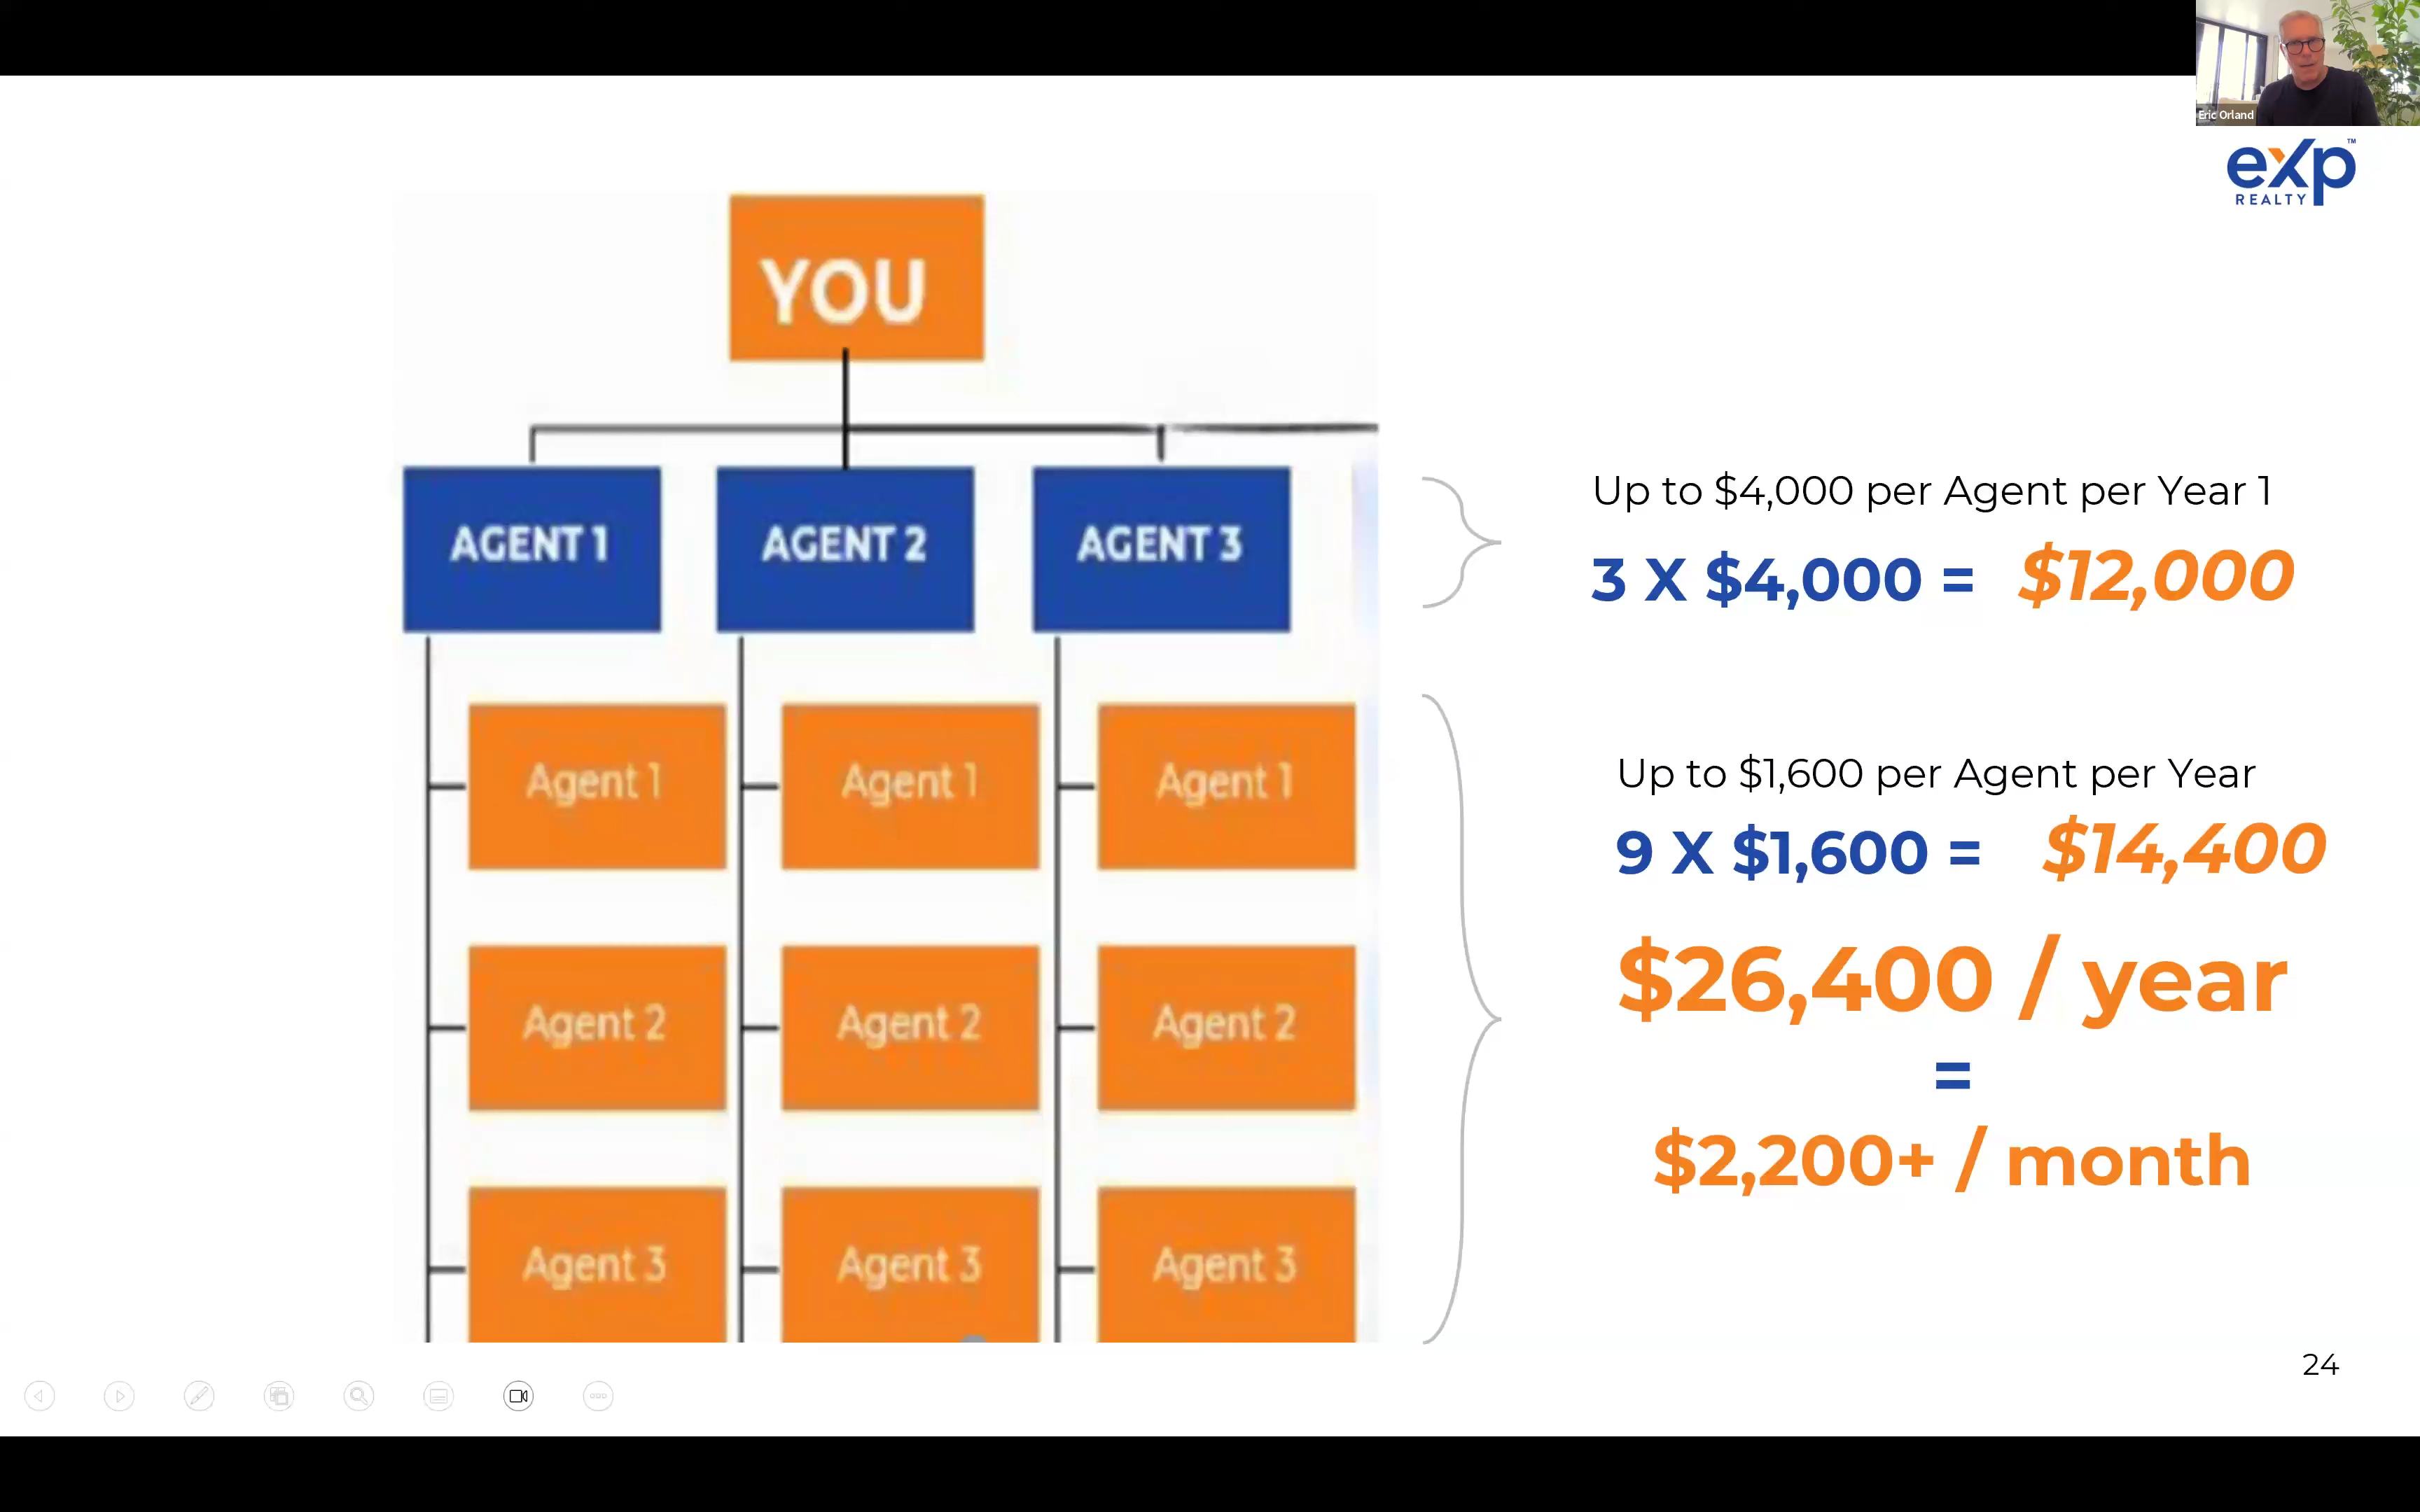 Eric Orland
eXp
TM
REALTY
YOU
AGENT 1
AGENT 2
AGENT 3
Up to $4,000 per Agent per Year 1
3 X $4,000 = $12,000
Agent 1
Agent 1
Agent 1
Agent 2
Agent 2
Agent 2
Agent 3
Agent 3
Agent 3
Up to $1,600 per Agent per Year
9 X $1,600 = $14,400
$26,400 / year
=
$2,200+ / month
24